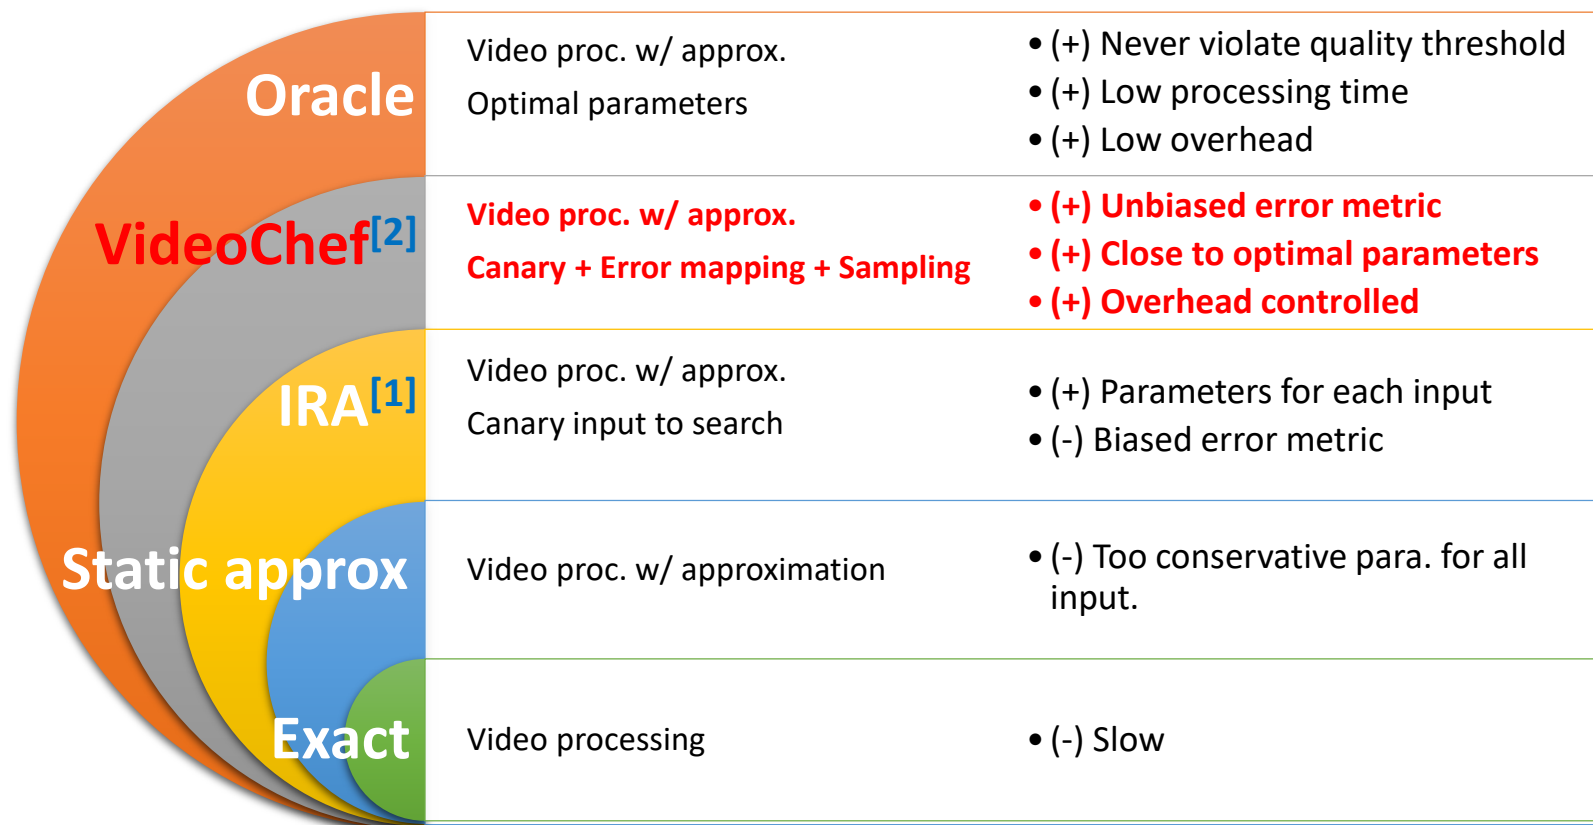 Oracle
Video proc. w/ approx.
Optimal parameters
• (+) Never violate quality threshold
• (+) Low processing time
• (+) Low overhead
VideoChef[2]
Video proc. w/ approx.
Canary + Error mapping + Sampling
• (+) Unbiased error metric
• (+) Close to optimal parameters
• (+) Overhead controlled
IRA[1]
Video proc. w/ approx.
Canary input to search
• (+) Parameters for each input
• (-) Biased error metric
Static approx
Video proc. w/ approximation
• (-) Too conservative para. for all
input.
Exact
Video processing
• (-) Slow